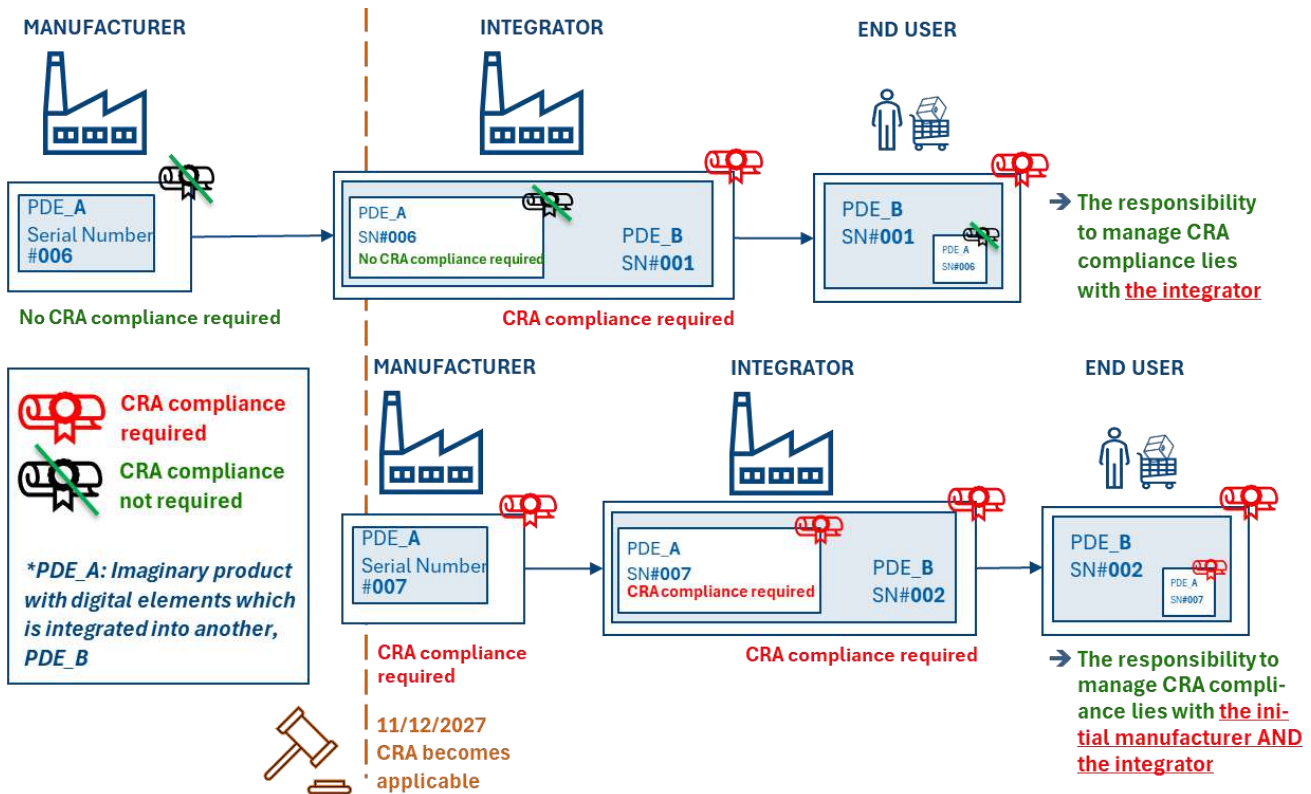 MANUFACTURER
INTEGRATOR
END USER
PDE_A
Serial Number
#006
No CRA compliance required
PDE_A
SN#006
No CRA compliance required
PDE_B
SN#001
CRA compliance required
PDE_B
SN#001
PDE_A
SN#006
→ The responsibility
to manage CRA
compliance lies
with the integrator
CRA compliance
required
CRA compliance
not required
*PDE_A: Imaginary product
with digital elements which
is integrated into another,
PDE_B
MANUFACTURER
INTEGRATOR
END USER
PDE_A
Serial Number
#007
CRA compliance
required
PDE_A
SN#007
CRA compliance required
PDE_B
SN#002
CRA compliance required
PDE_B
SN#002
PDE_A
SN#007
→ The responsibility to
manage CRA compli-
ance lies with the ini-
tial manufacturer AND
the integrator
11/12/2027
CRA becomes
applicable